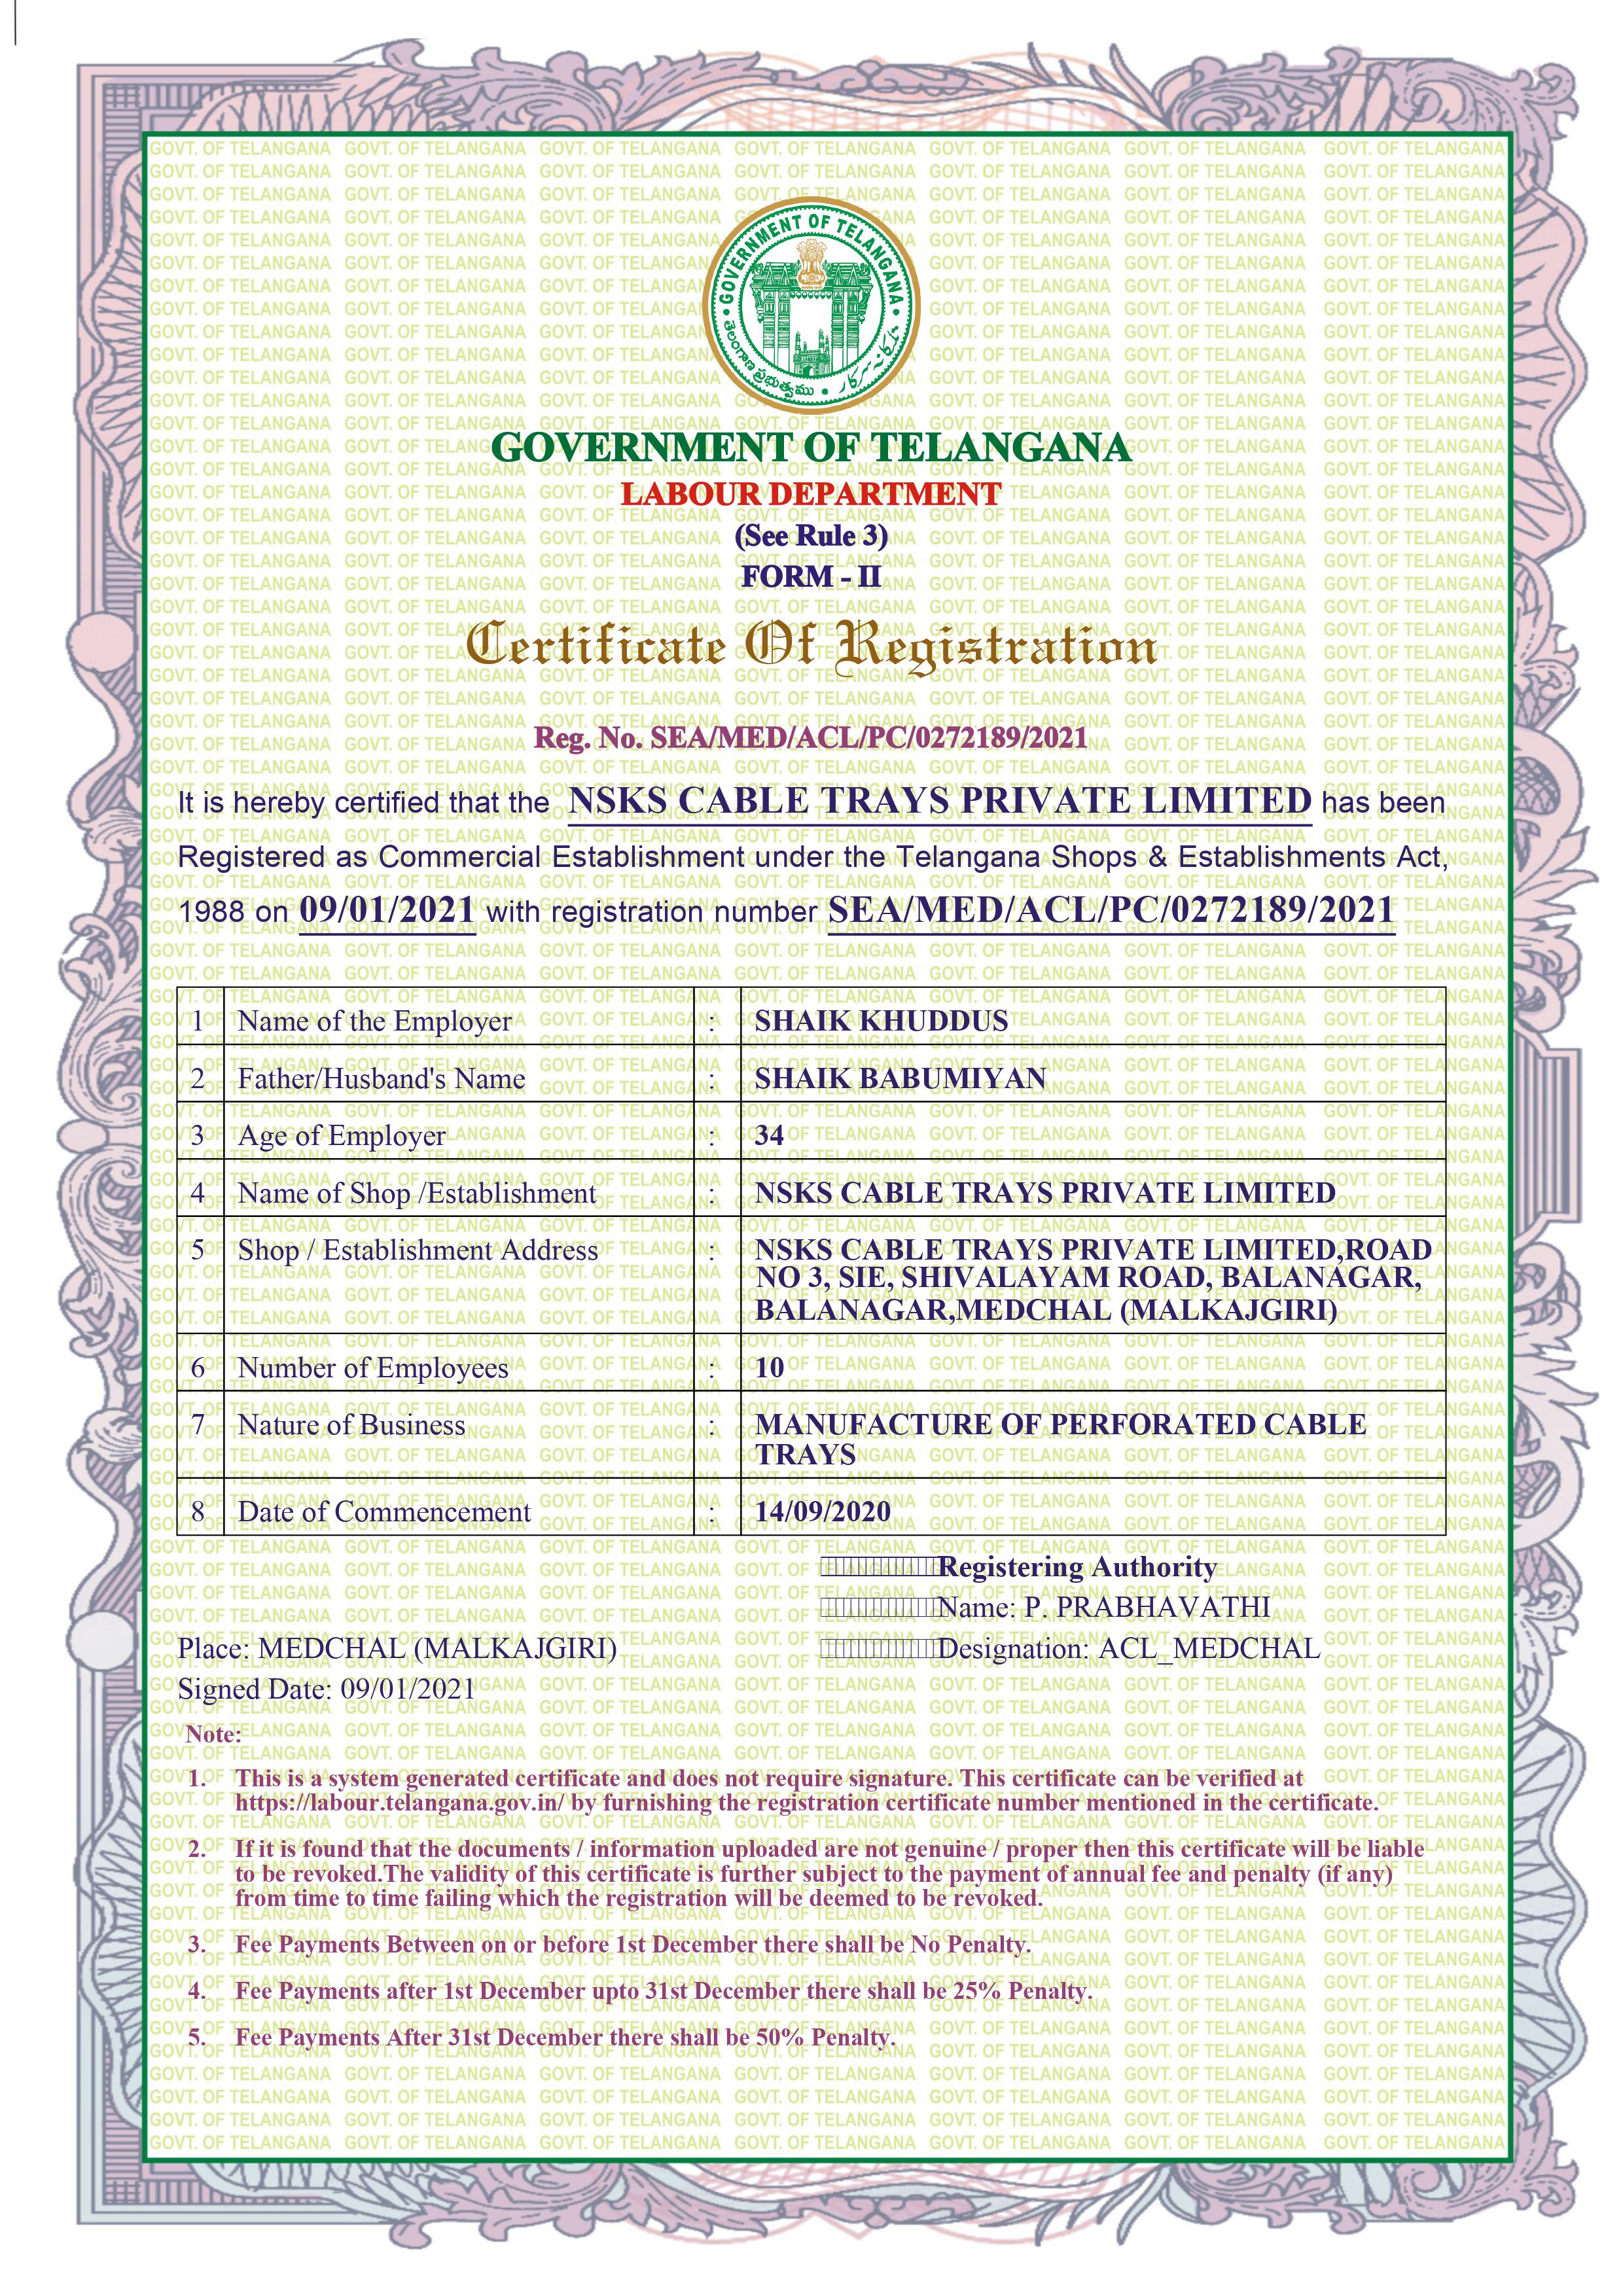 GOVERNMENT OF TELANGANA
తెలంగాణ ప్రభుత్వము
GOVERNMENT OF TELANGANA
LABOUR DEPARTMENT
(See Rule 3)
FORM - II
Certificate Of Registration
Reg. No. SEA/MED/ACL/PC/0272189/2021
It is hereby certified that the NSKS CABLE TRAYS PRIVATE LIMITED has been
Registered as Commercial Establishment under the Telangana Shops & Establishments Act,
1988 on 09/01/2021 with registration number SEA/MED/ACL/PC/0272189/2021
1 Name of the Employer : SHAIK KHUDDUS
2 Father/Husband's Name : SHAIK BABUMIYAN
3 Age of Employer : 34
4 Name of Shop /Establishment : NSKS CABLE TRAYS PRIVATE LIMITED
5 Shop / Establishment Address : NSKS CABLE TRAYS PRIVATE LIMITED,ROAD
NO 3, SIE, SHIVALAYAM ROAD, BALANAGAR,
BALANAGAR,MEDCHAL (MALKAJGIRI)
6 Number of Employees : 10
7 Nature of Business : MANUFACTURE OF PERFORATED CABLE
TRAYS
8 Date of Commencement : 14/09/2020
Registering Authority
Name: P. PRABHAVATHI
Place: MEDCHAL (MALKAJGIRI) Designation: ACL_MEDCHAL
Signed Date: 09/01/2021
Note:
1. This is a system generated certificate and does not require signature. This certificate can be verified at
https://labour.telangana.gov.in/ by furnishing the registration certificate number mentioned in the certificate.
2. If it is found that the documents / information uploaded are not genuine / proper then this certificate will be liable
to be revoked.The validity of this certificate is further subject to the payment of annual fee and penalty (if any)
from time to time failing which the registration will be deemed to be revoked.
3. Fee Payments Between on or before 1st December there shall be No Penalty.
4. Fee Payments after 1st December upto 31st December there shall be 25% Penalty.
5. Fee Payments After 31st December there shall be 50% Penalty.